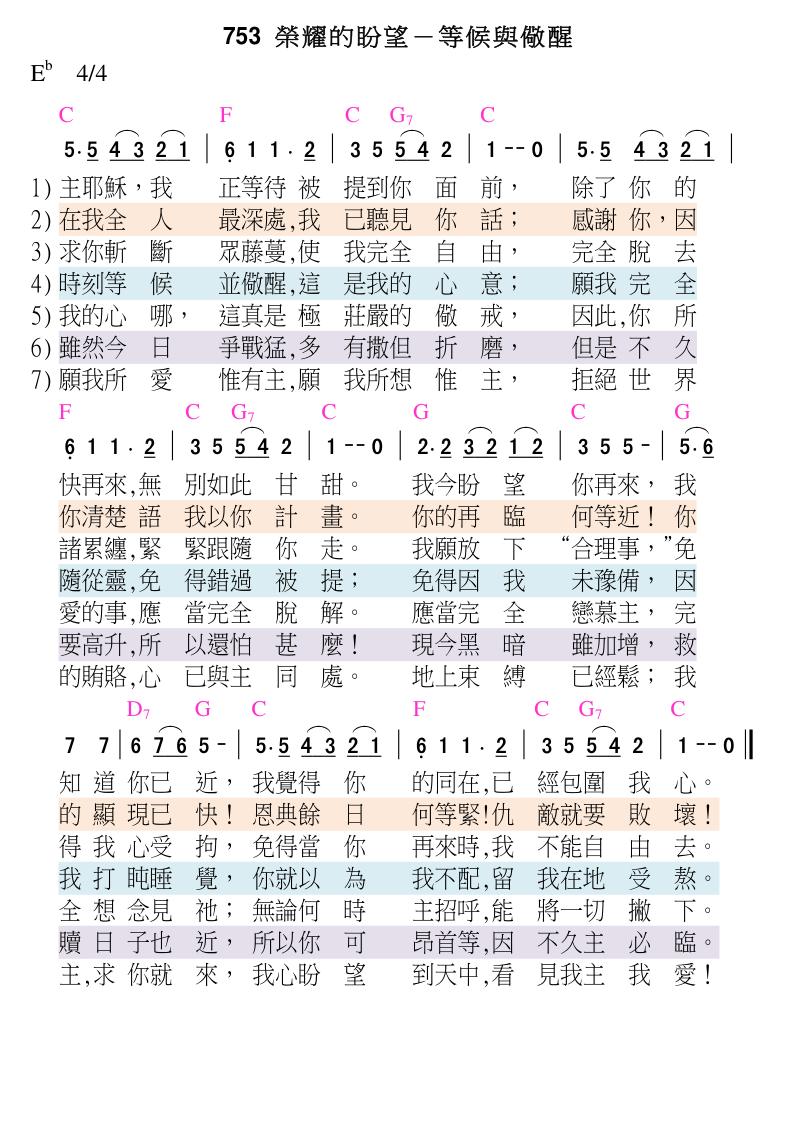 753 榮耀的盼望－等候與儆醒
E♭ 4/4
C F C G7 C
5·5 4 3 2 1 | 6 1 1 · 2 | 3 5 5 4 2 | 1 - - 0 | 5·5 4 3 2 1 |
1) 主耶穌，我 正等待 被 提到你 面 前， 除了 你 的
2) 在我全 人 最深處,我 已聽見 你 話； 感謝 你，因
3) 求你斬 斷 眾藤蔓,使 我完全 自 由， 完全 脫 去
4) 時刻等 候 並儆醒,這 是我的 心 意； 願我 完 全
5) 我的心 哪， 這真是 極 莊嚴的 儆 戒， 因此,你 所
6) 雖然今 日 爭戰猛,多 有撒但 折 磨， 但是 不 久
7) 願我所 愛 惟有主,願 我所想 惟 主， 拒絕 世 界
F C G7 C G C G
6 1 1 · 2 | 3 5 5 4 2 | 1 - - 0 | 2·2 3 2 1 2 | 3 5 5 - | 5·6
快再來,無 別如此 甘 甜。 我今盼 望 你再來， 我
你清楚 語 我以你 計 畫。 你的再 臨 何等近！ 你
諸累纏,緊 緊跟隨 你 走。 我願放 下 “合理事，”免
隨從靈,免 得錯過 被 提； 免得因 我 未豫備， 因
愛的事,應 當完全 脫 解。 應當完 全 戀慕主， 完
要高升,所 以還怕 甚 麼！ 現今黑 暗 雖加增， 救
的賄賂,心 已與主 同 處。 地上束 縛 已經鬆； 我
D7 G C F C G7 C
7 7 | 6 7 6 5 - | 5·5 4 3 2 1 | 6 1 1 · 2 | 3 5 5 4 2 | 1 - - 0 ||
知 道 你已 近， 我覺得 你 的同在,已 經包圍 我 心。
的 顯 現已 快！ 恩典餘 日 何等緊!仇 敵就要 敗 壞！
得 我 心受 拘， 免得當 你 再來時,我 不能自 由 去。
我 打 盹睡 覺， 你就以 為 我不配,留 我在地 受 熬。
全 想 念見 祂； 無論何 時 主招呼,能 將一切 撇 下。
贖 日 子也 近， 所以你 可 昂首等,因 不久主 必 臨。
主,求 你就 來， 我心盼 望 到天中,看 見我主 我 愛！